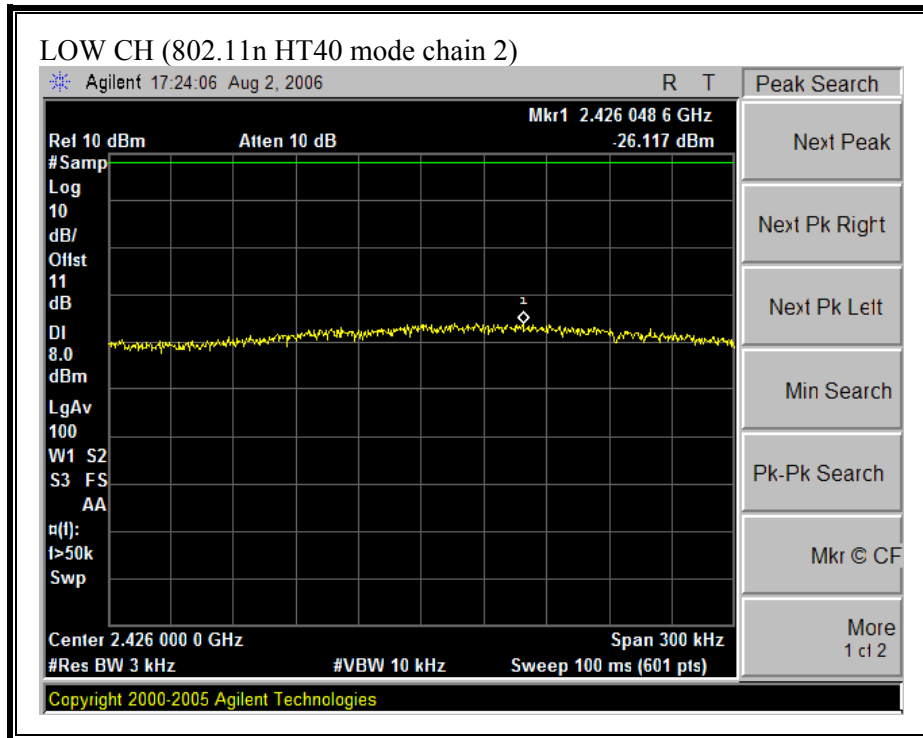 LOW CH (802.11n HT40 mode chain 2)
Agilent 17:24:06 Aug 2, 2006
R T
Peak Search
Mkr1 2.426 048 6 GHz
Ref 10 dBm
Atten 10 dB
-26.117 dBm
#Samp
Log
10
dB/
Offst
11
dB
DI
8.0
dBm
LgAv
100
W1 S2
S3 FS
AA
¤(f):
f>50k
Swp
1
Center 2.426 000 0 GHz
Span 300 kHz
#Res BW 3 kHz
#VBW 10 kHz
Sweep 100 ms (601 pts)
Copyright 2000-2005 Agilent Technologies
Next Peak
Next Pk Right
Next Pk Left
Min Search
Pk-Pk Search
Mkr © CF
More
1 of 2